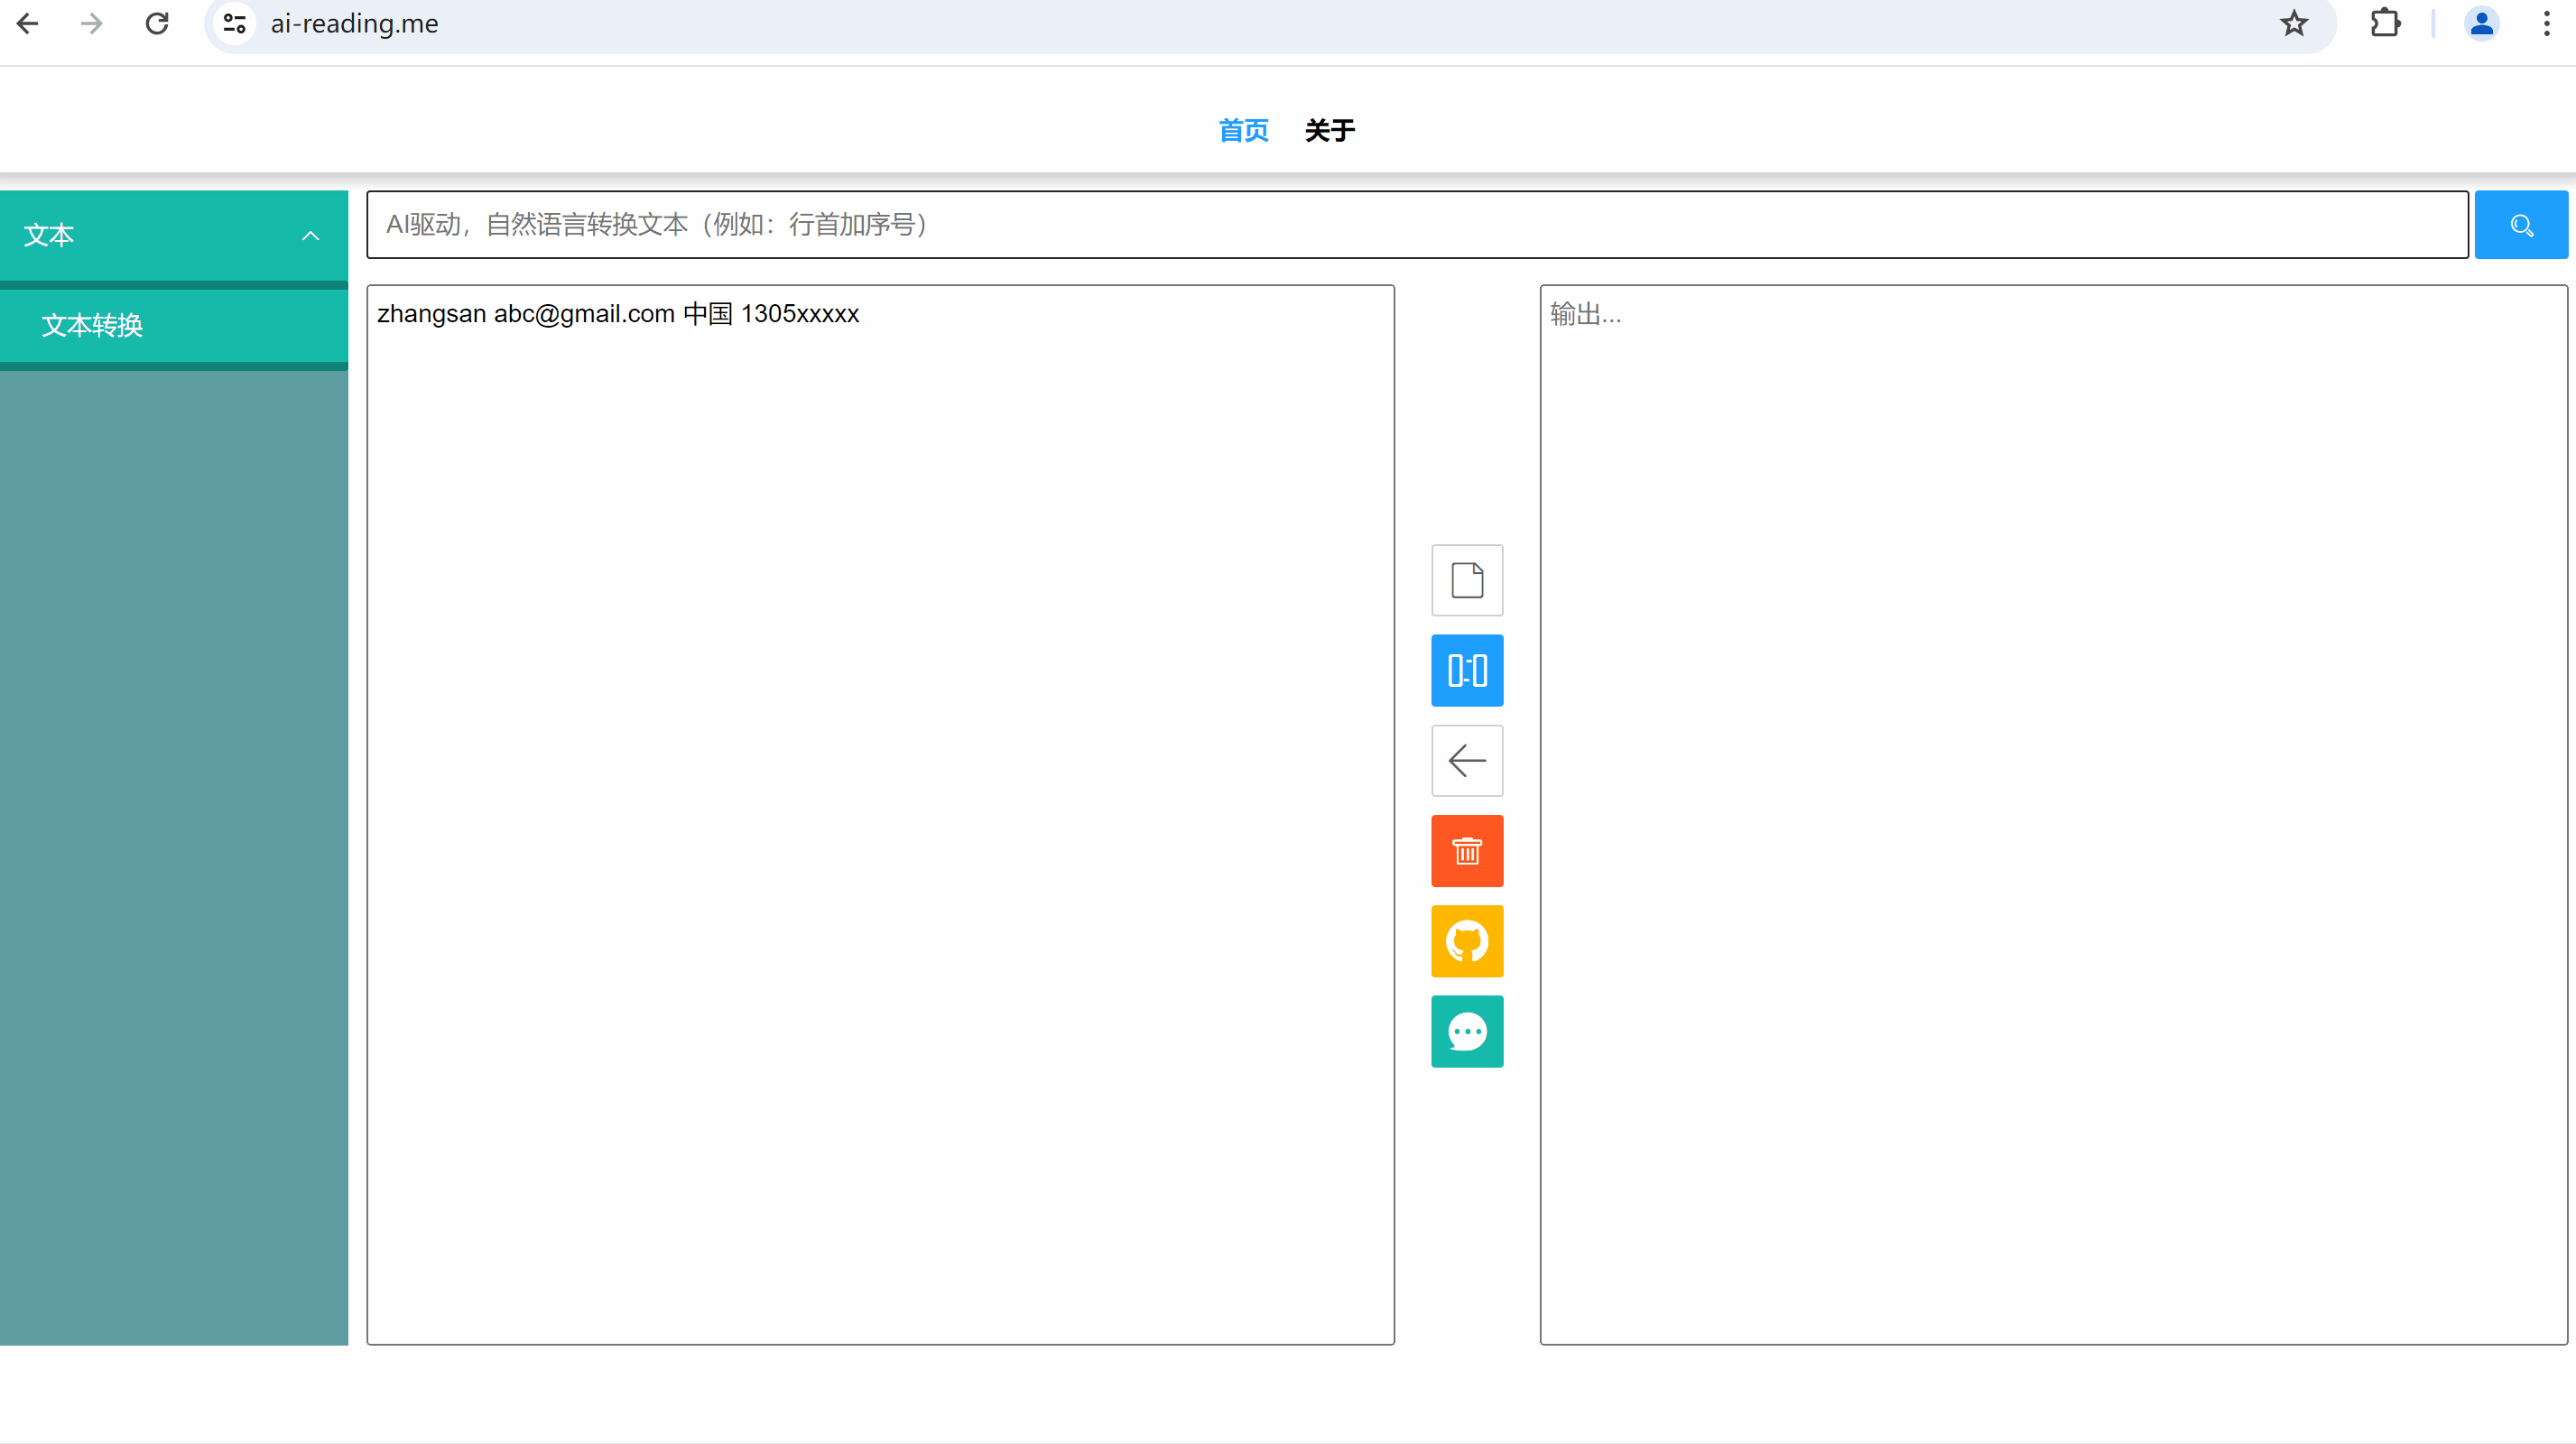 ai-reading.me
首页 关于
文本
AI驱动，自然语言转换文本（例如：行首加序号）
文本转换
zhangsan abc@gmail.com 中国 1305xxxxx
输出...